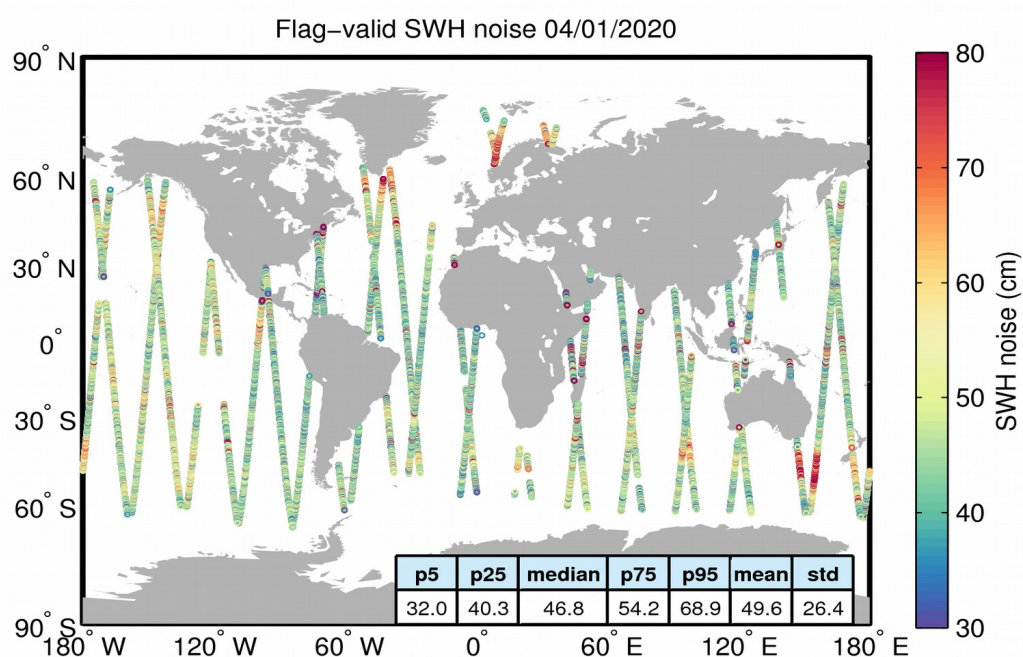 Flag−valid SWH noise 04/01/2020
90° N
60° N
30° N
0°
30° S
60° S
90° S
180° W
120° W
60° W
0°
60° E
120° E
180° E
80
70
60
50
40
30
SWH noise (cm)
p5 p25 median p75 p95 mean std
32.0 40.3 46.8 54.2 68.9 49.6 26.4